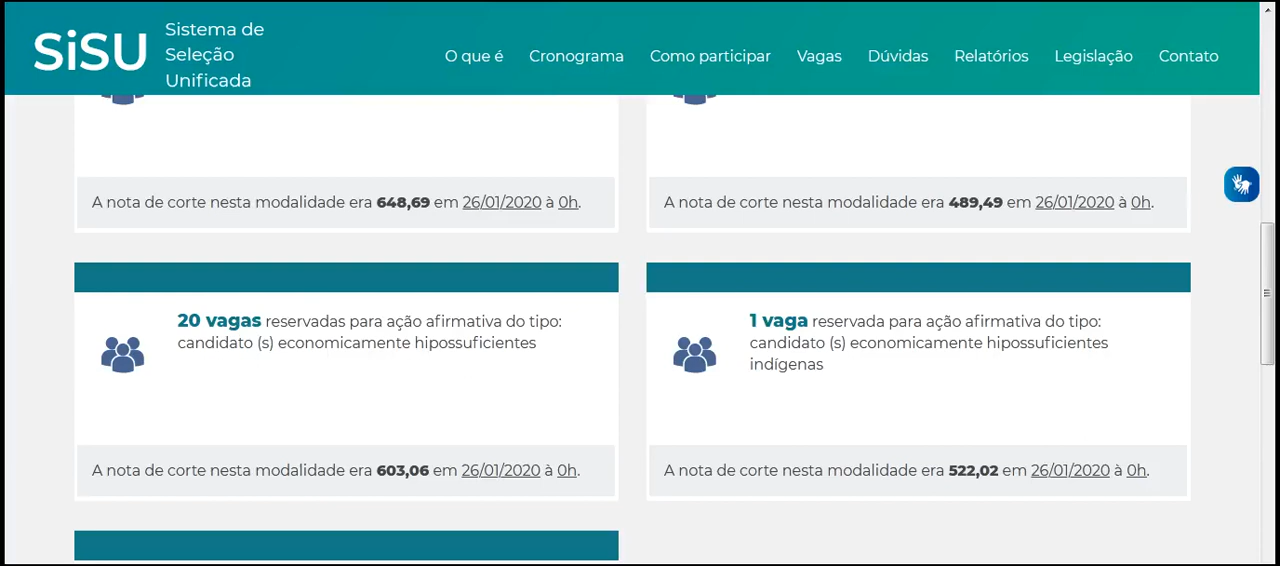 SiSU
Sistema de
Seleção
Unificada
O que é Cronograma Como participar Vagas Dúvidas Relatórios Legislação Contato
A nota de corte nesta modalidade era 648,69 em 26/01/2020 à 0h.
A nota de corte nesta modalidade era 489,49 em 26/01/2020 à 0h.
20 vagas reservadas para ação afirmativa do tipo:
candidato (s) economicamente hipossuficientes
A nota de corte nesta modalidade era 603,06 em 26/01/2020 à 0h.
1 vaga reservada para ação afirmativa do tipo:
candidato (s) economicamente hipossuficientes
indígenas
A nota de corte nesta modalidade era 522,02 em 26/01/2020 à 0h.